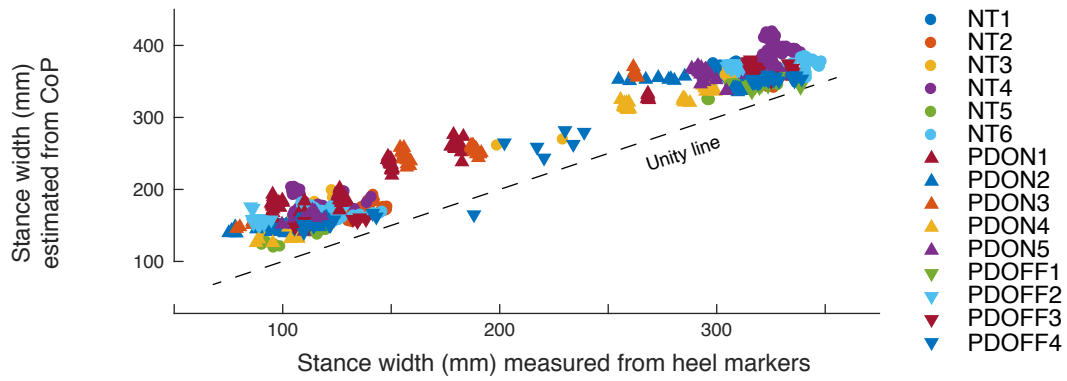 Stance width (mm)
estimated from CoP
400
300
200
100
100
200
300
Stance width (mm) measured from heel markers
Unity line
NT1
NT2
NT3
NT4
NT5
NT6
PDON1
PDON2
PDON3
PDON4
PDON5
PDOFF1
PDOFF2
PDOFF3
PDOFF4